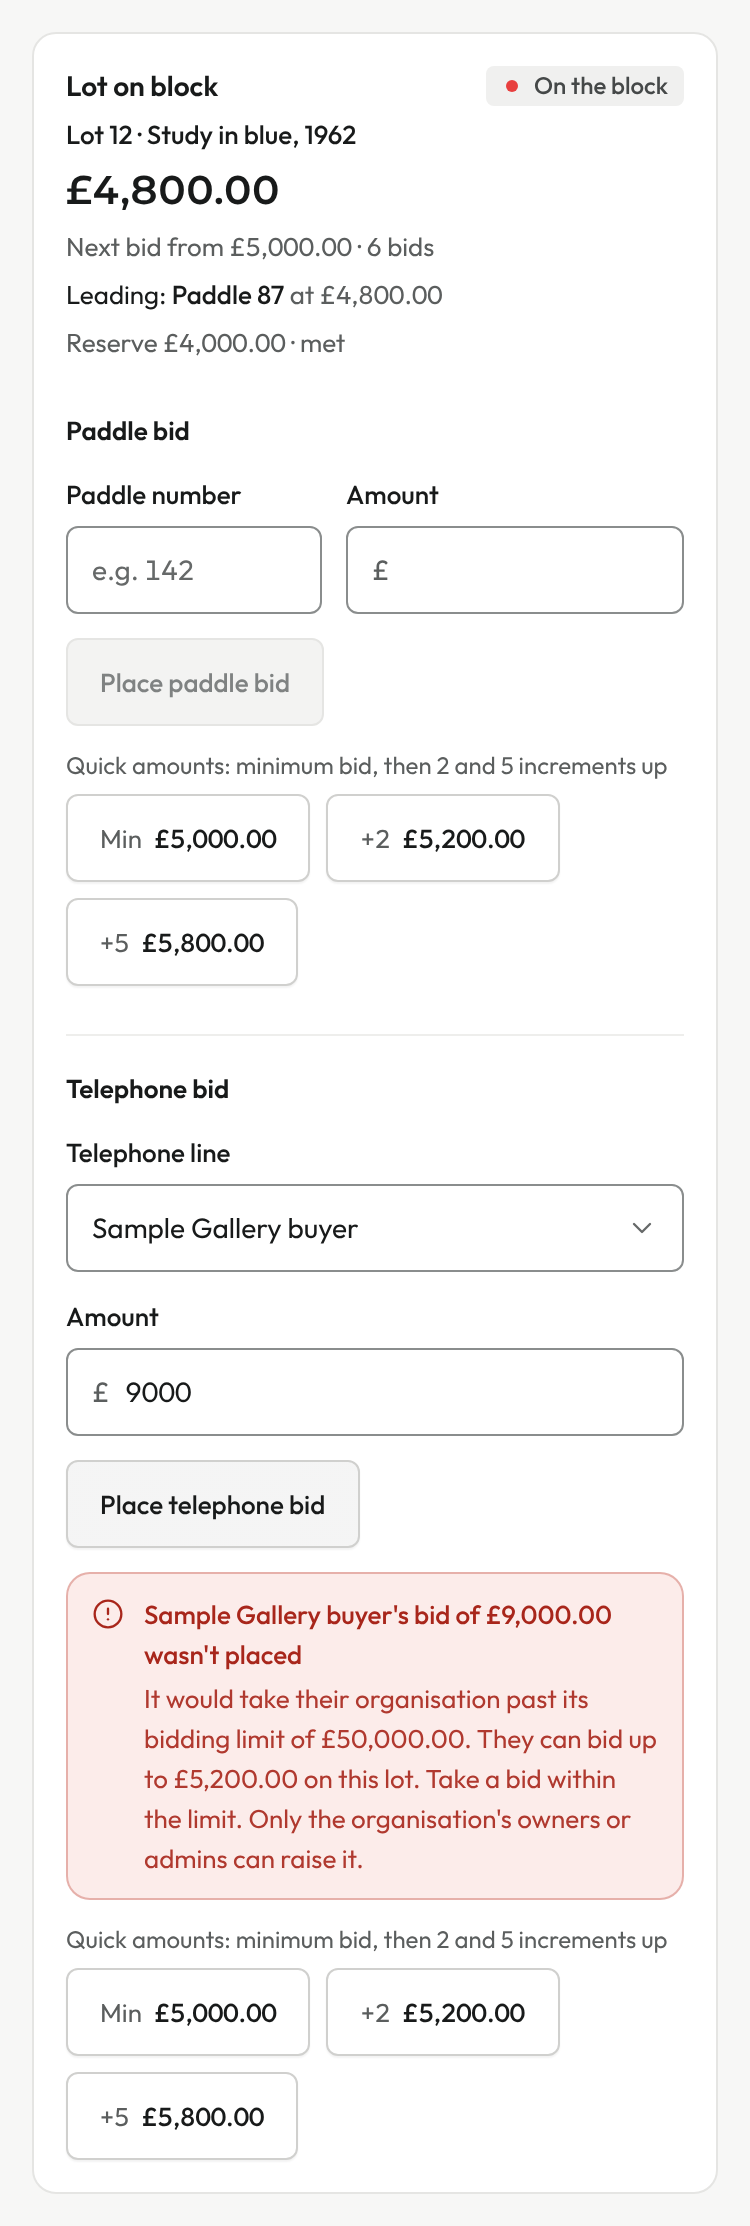 Lot on block
On the block
Lot 12 · Study in blue, 1962
£4,800.00
Next bid from £5,000.00 · 6 bids
Leading: Paddle 87 at £4,800.00
Reserve £4,000.00 · met
Paddle bid
Paddle number
Amount
e.g. 142
£
Place paddle bid
Quick amounts: minimum bid, then 2 and 5 increments up
Min £5,000.00
+2 £5,200.00
+5 £5,800.00
Telephone bid
Telephone line
Sample Gallery buyer
Amount
£ 9000
Place telephone bid
Sample Gallery buyer's bid of £9,000.00
wasn't placed
It would take their organisation past its
bidding limit of £50,000.00. They can bid up
to £5,200.00 on this lot. Take a bid within
the limit. Only the organisation's owners or
admins can raise it.
Quick amounts: minimum bid, then 2 and 5 increments up
Min £5,000.00
+2 £5,200.00
+5 £5,800.00